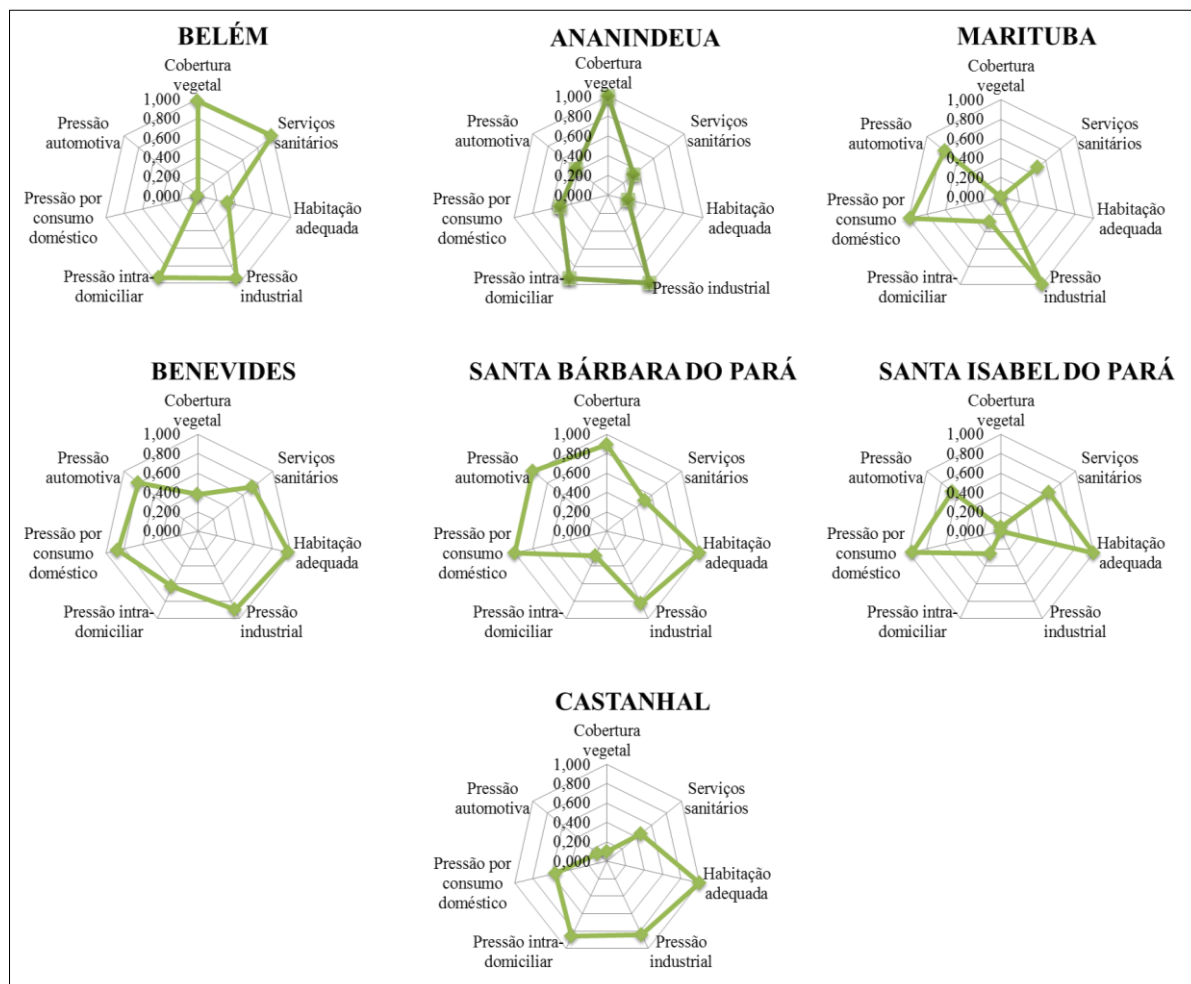 BELÉM
Cobertura
vegetal
1,000
0,800
0,600
0,400
0,200
0,000
Serviços
sanitários
Habitação
adequada
Pressão
industrial
Pressão intra-
domiciliar
Pressão por
consumo
doméstico
Pressão
automotiva
ANANINDEUA
Cobertura
vegetal
1,000
0,800
0,600
0,400
0,200
0,000
Serviços
sanitários
Habitação
adequada
Pressão industrial
Pressão intra-
domiciliar
Pressão por
consumo
doméstico
Pressão
automotiva
MARITUBA
Cobertura
vegetal
1,000
0,800
0,600
0,400
0,200
0,000
Serviços
sanitários
Habitação
adequada
Pressão
industrial
Pressão intra-
domiciliar
Pressão por
consumo
doméstico
Pressão
automotiva
BENEVIDES
Cobertura
vegetal
1,000
0,800
0,600
0,400
0,200
0,000
Serviços
sanitários
Habitação
adequada
Pressão
industrial
Pressão intra-
domiciliar
Pressão por
consumo
doméstico
Pressão
automotiva
SANTA BÁRBARA DO PARÁ
Cobertura
vegetal
1,000
0,800
0,600
0,400
0,200
0,000
Serviços
sanitários
Habitação
adequada
Pressão
industrial
Pressão intra-
domiciliar
Pressão por
consumo
doméstico
Pressão
automotiva
SANTA ISABEL DO PARÁ
Cobertura
vegetal
1,000
0,800
0,600
0,400
0,200
0,000
Serviços
sanitários
Habitação
adequada
Pressão
industrial
Pressão intra-
domiciliar
Pressão por
consumo
doméstico
Pressão
automotiva
CASTANHAL
Cobertura
vegetal
1,000
0,800
0,600
0,400
0,200
0,000
Serviços
sanitários
Habitação
adequada
Pressão
industrial
Pressão intra-
domiciliar
Pressão por
consumo
doméstico
Pressão
automotiva